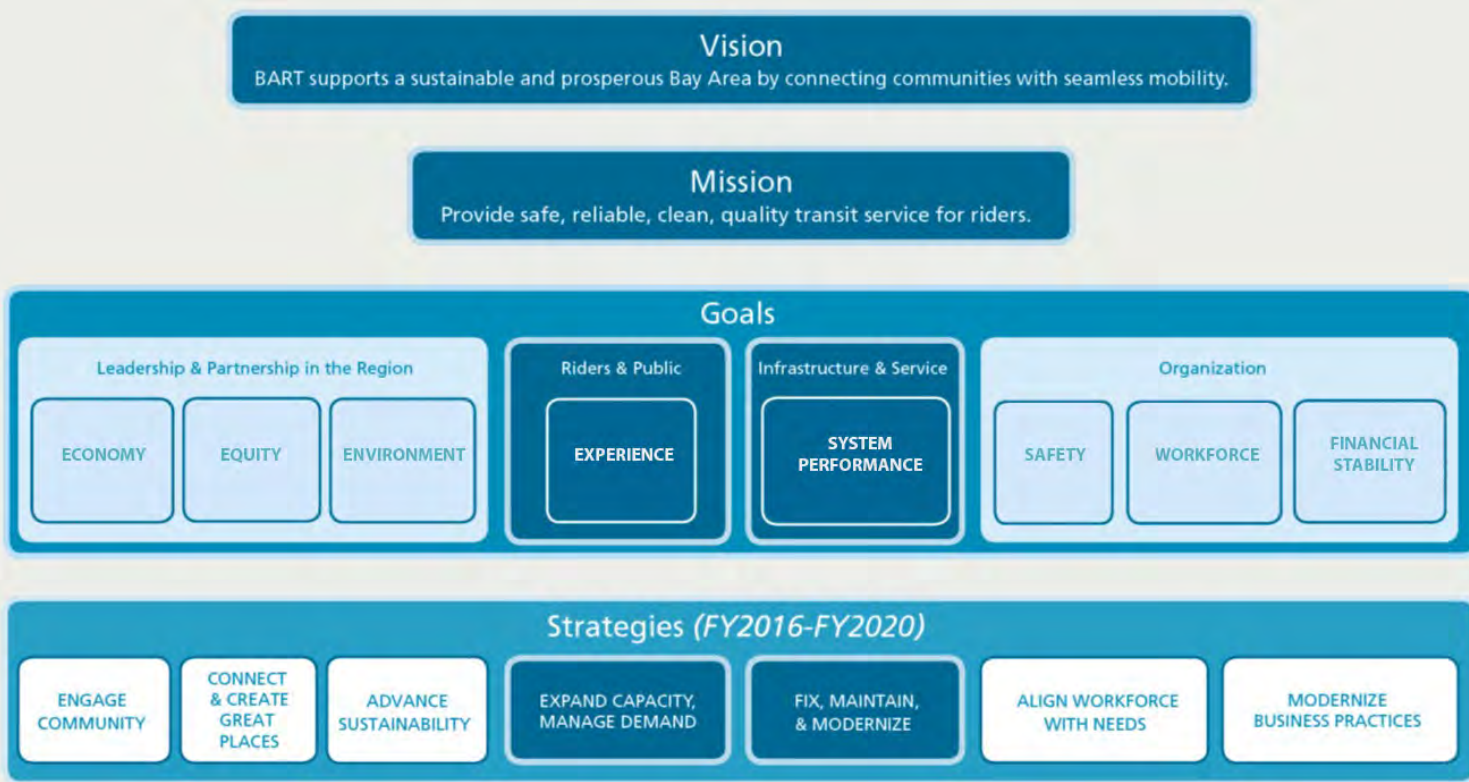 Vision
BART supports a sustainable and prosperous Bay Area by connecting communities with seamless mobility.
Mission
Provide safe, reliable, clean, quality transit service for riders.
Goals
Leadership & Partnership in the Region
ECONOMY
EQUITY
ENVIRONMENT
Riders & Public
EXPERIENCE
Infrastructure & Service
SYSTEM
PERFORMANCE
Organization
SAFETY
WORKFORCE
FINANCIAL
STABILITY
Strategies (FY2016-FY2020)
ENGAGE
COMMUNITY
CONNECT
& CREATE
GREAT
PLACES
ADVANCE
SUSTAINABILITY
EXPAND CAPACITY,
MANAGE DEMAND
FIX, MAINTAIN,
& MODERNIZE
ALIGN WORKFORCE
WITH NEEDS
MODERNIZE
BUSINESS PRACTICES